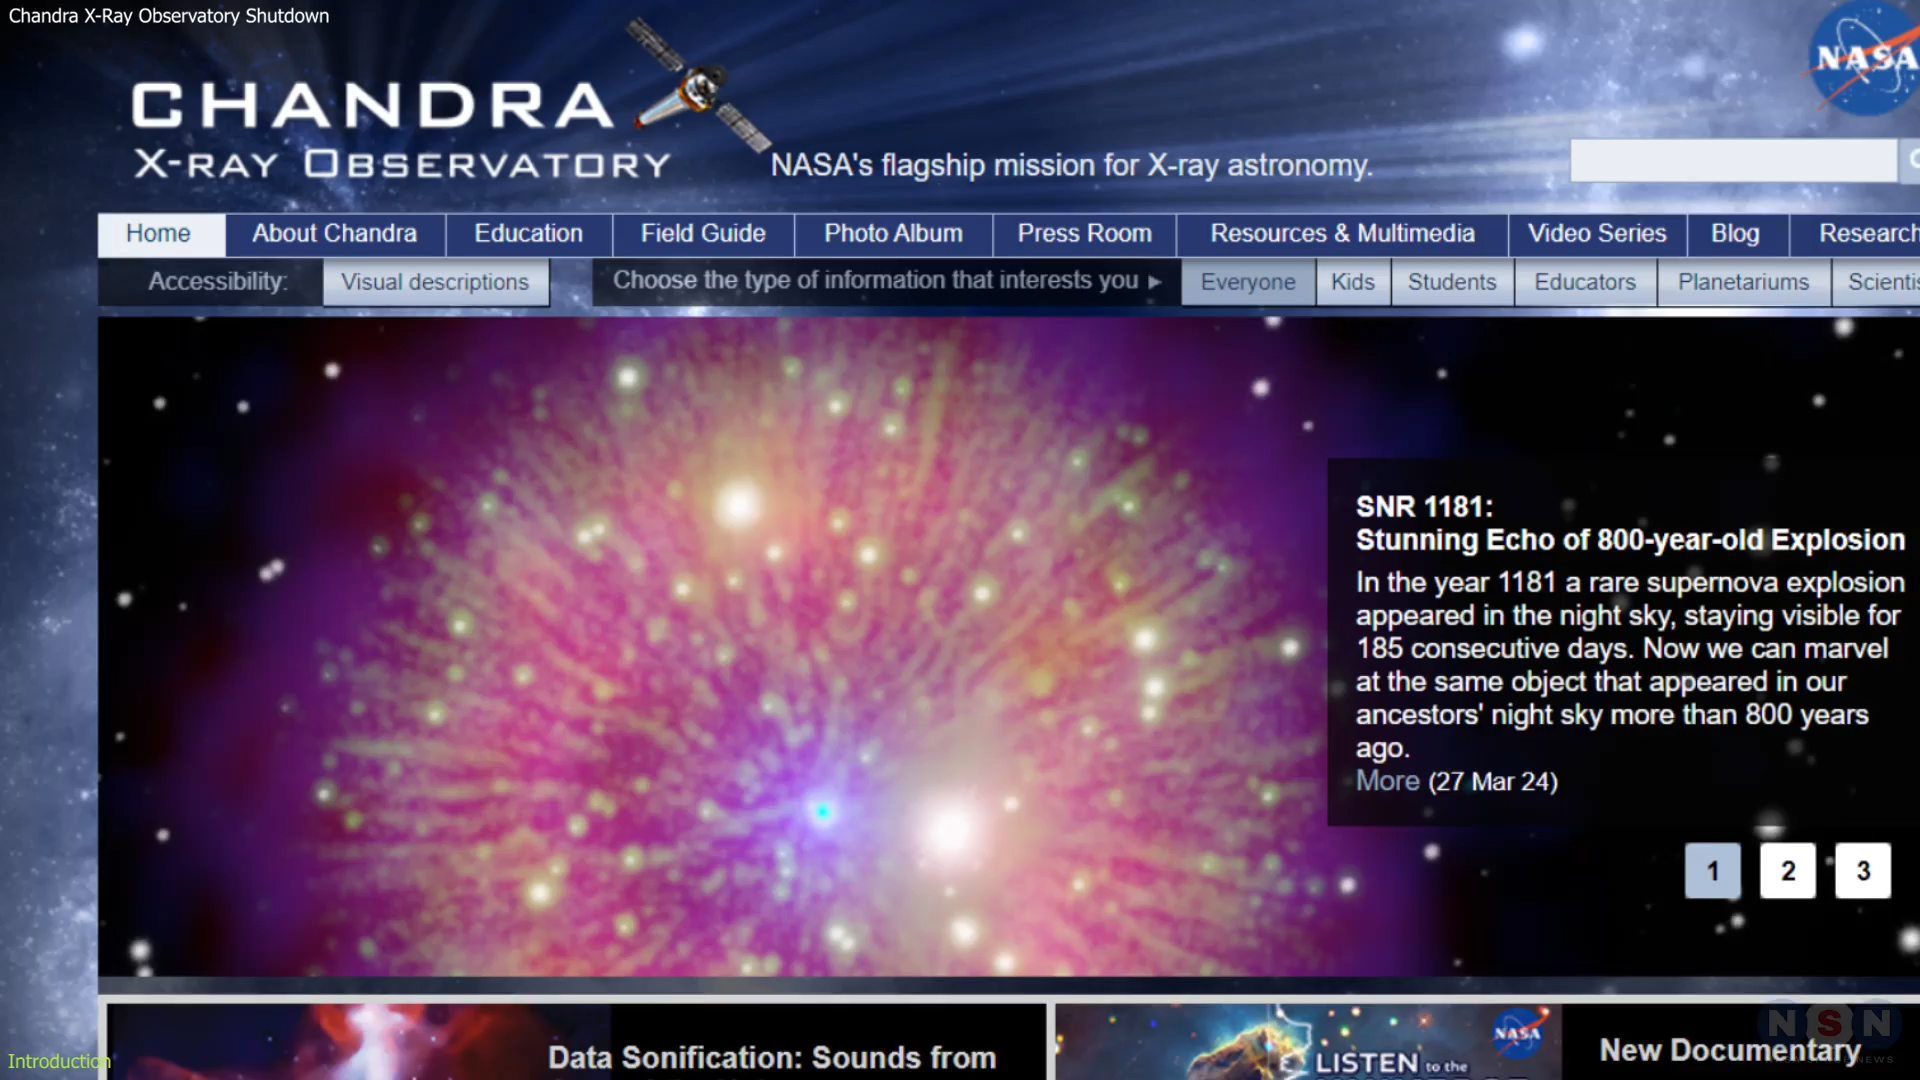 Chandra X-Ray Observatory Shutdown
NASA
CHANDRA
X-RAY OBSERVATORY
NASA's flagship mission for X-ray astronomy.
Home About Chandra Education Field Guide Photo Album Press Room Resources & Multimedia Video Series Blog Research
Accessibility: Visual descriptions Choose the type of information that interests you ▸ Everyone Kids Students Educators Planetariums Scientis
SNR 1181:
Stunning Echo of 800-year-old Explosion
In the year 1181 a rare supernova explosion
appeared in the night sky, staying visible for
185 consecutive days. Now we can marvel
at the same object that appeared in our
ancestors' night sky more than 800 years
ago.
More (27 Mar 24)
1 2 3
NASA
NSN
NEWS
Data Sonification: Sounds from
LISTEN to the
New Documentary
Introduction